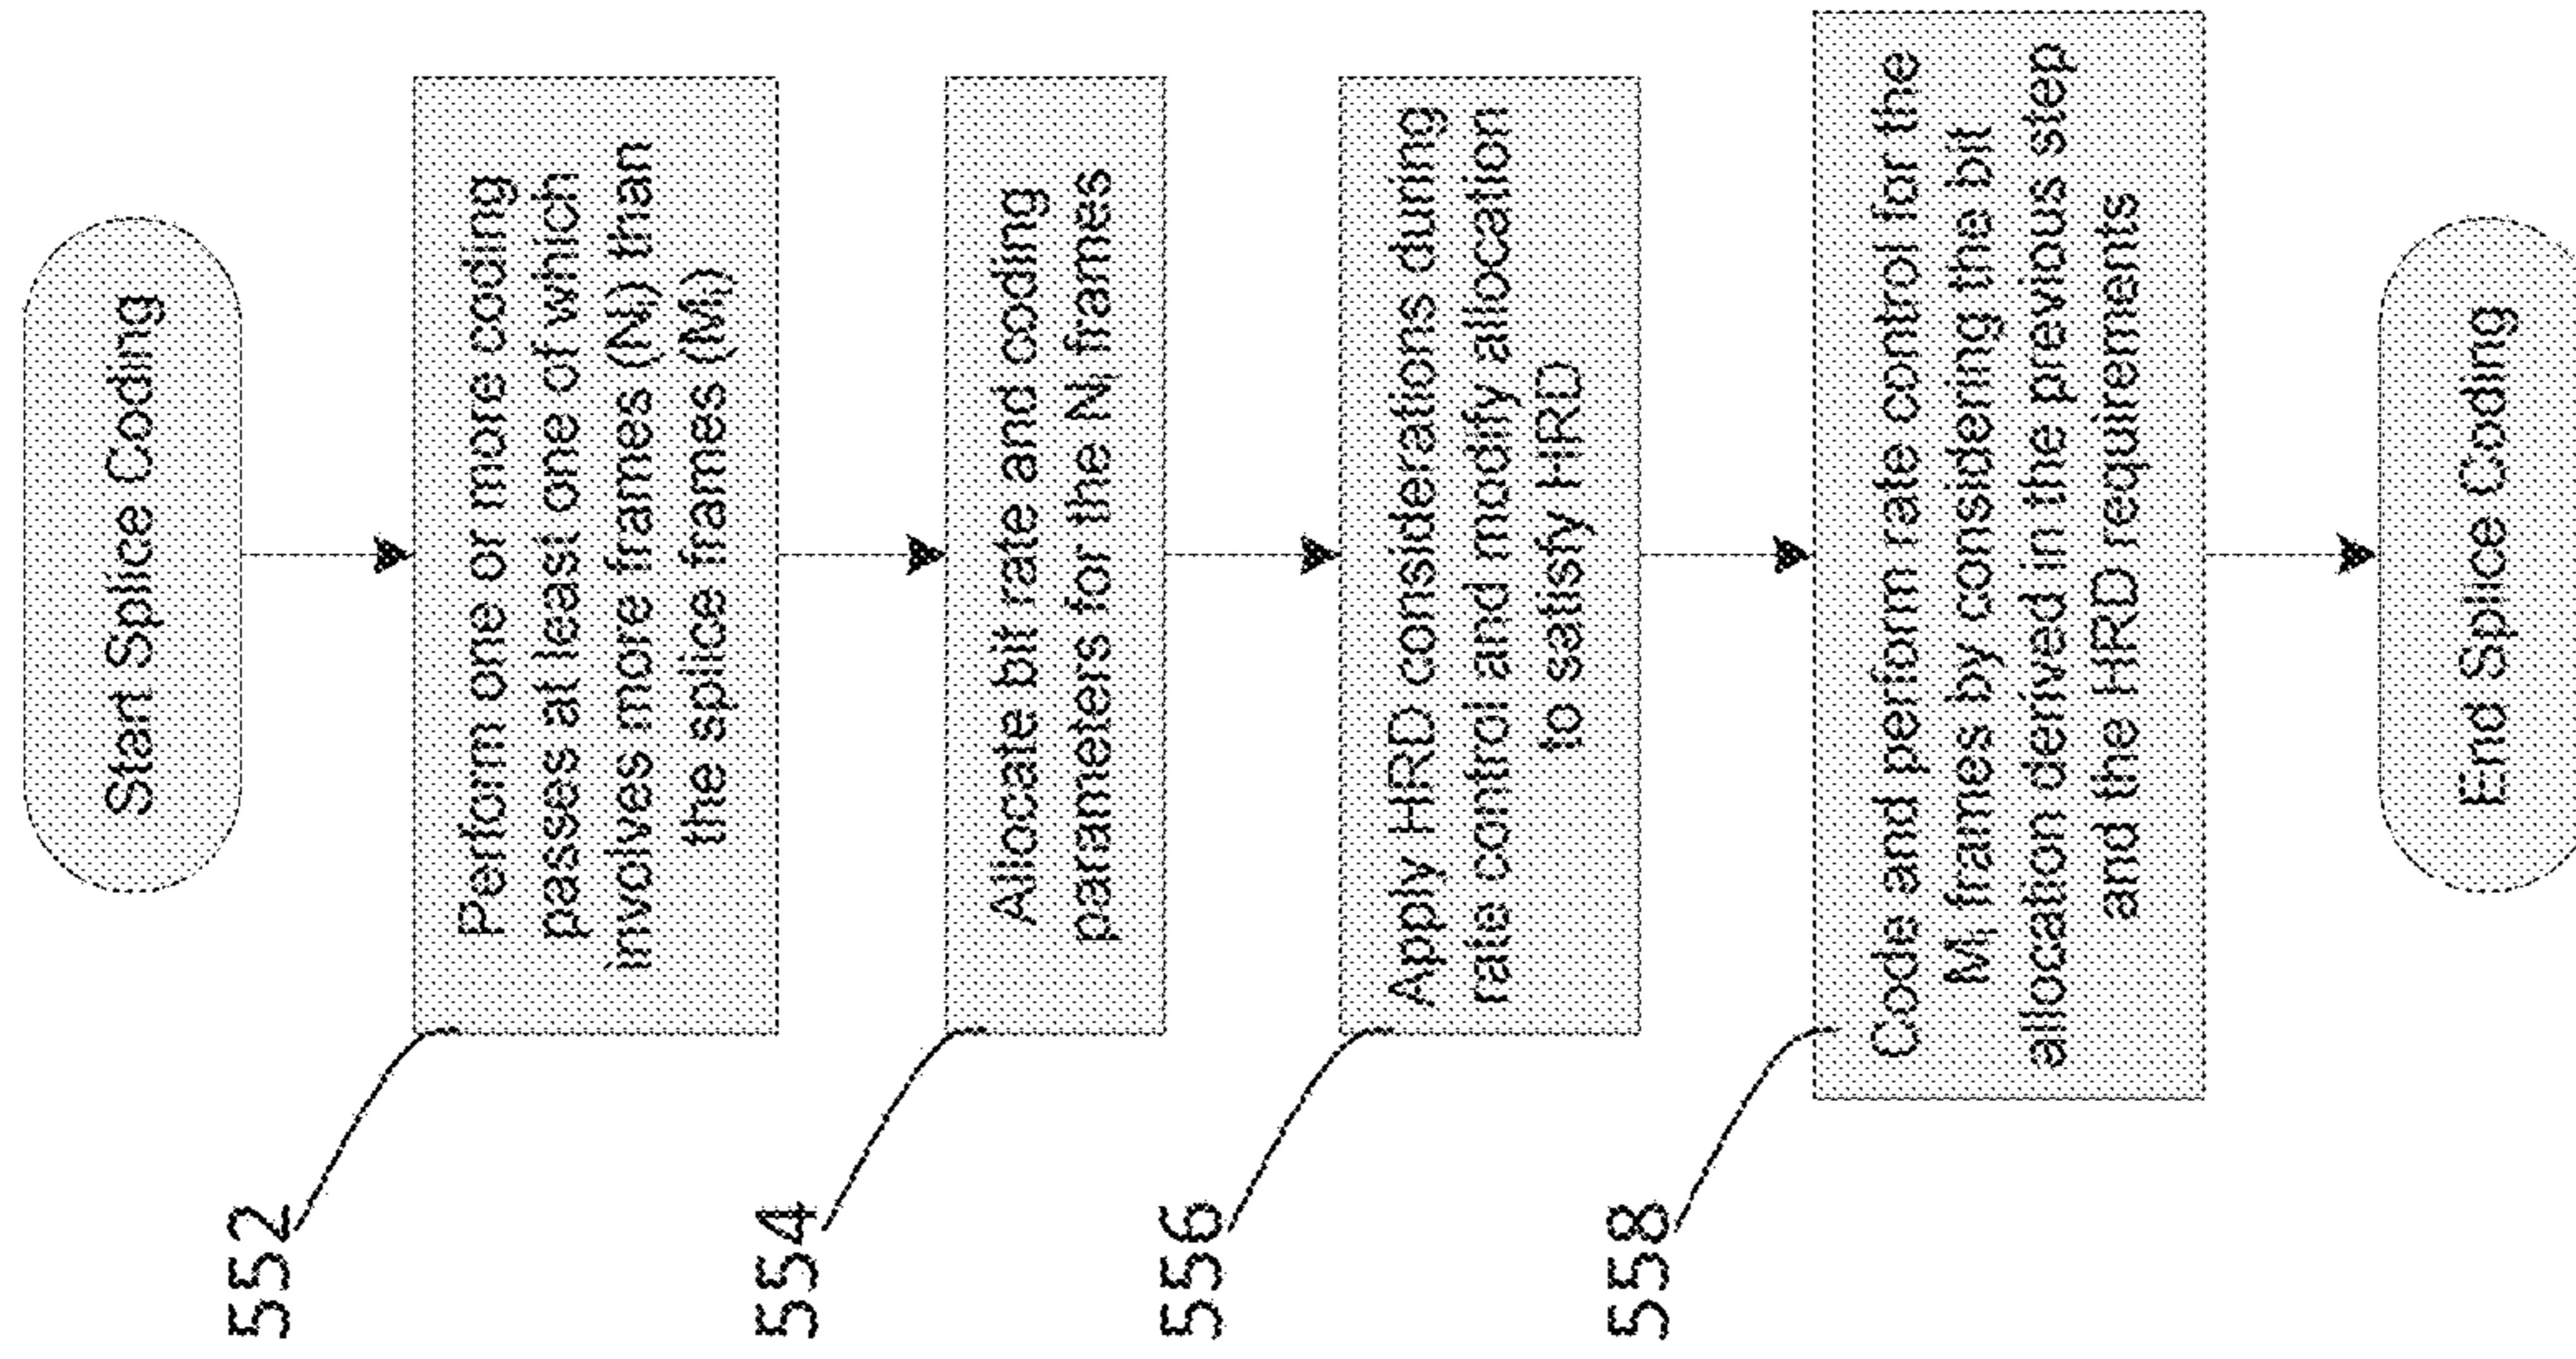 Start Splice Coding
552
Perform one or more coding
passes at least one of which
involves more frames (Nᵢ) than
the splice frames (Mᵢ)
554
Allocate bit rate and coding
parameters for the Nᵢ frames
556
Apply HRD considerations during
rate control and modify allocation
to satisfy HRD
558
Code and perform rate control for the
Mᵢ frames by considering the bit
allocation derived in the previous step
and the HRD requirements
End Splice Coding